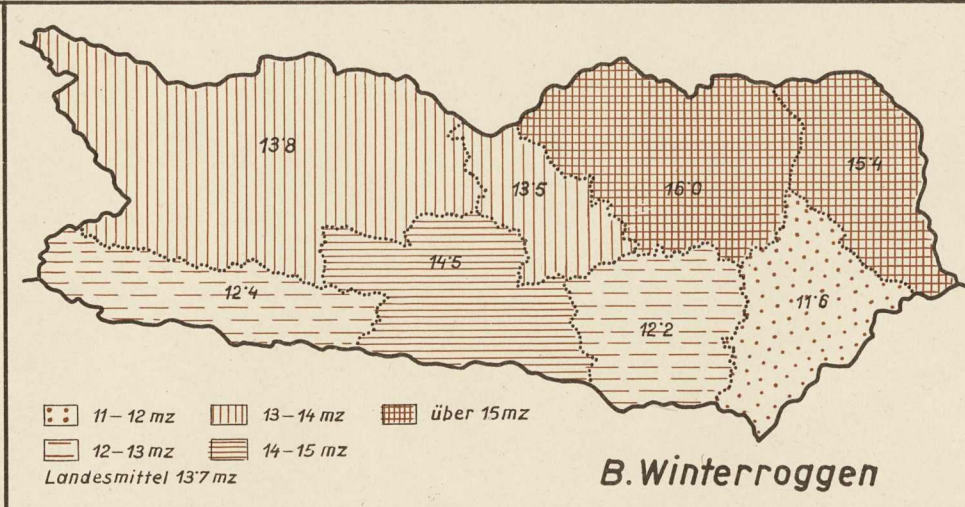 13·8
13·5
16·0
15·4
14·5
12·4
12·2
11·6
11–12 mz
13–14 mz
über 15 mz
12–13 mz
14–15 mz
Landesmittel 13·7 mz
B. Winterroggen